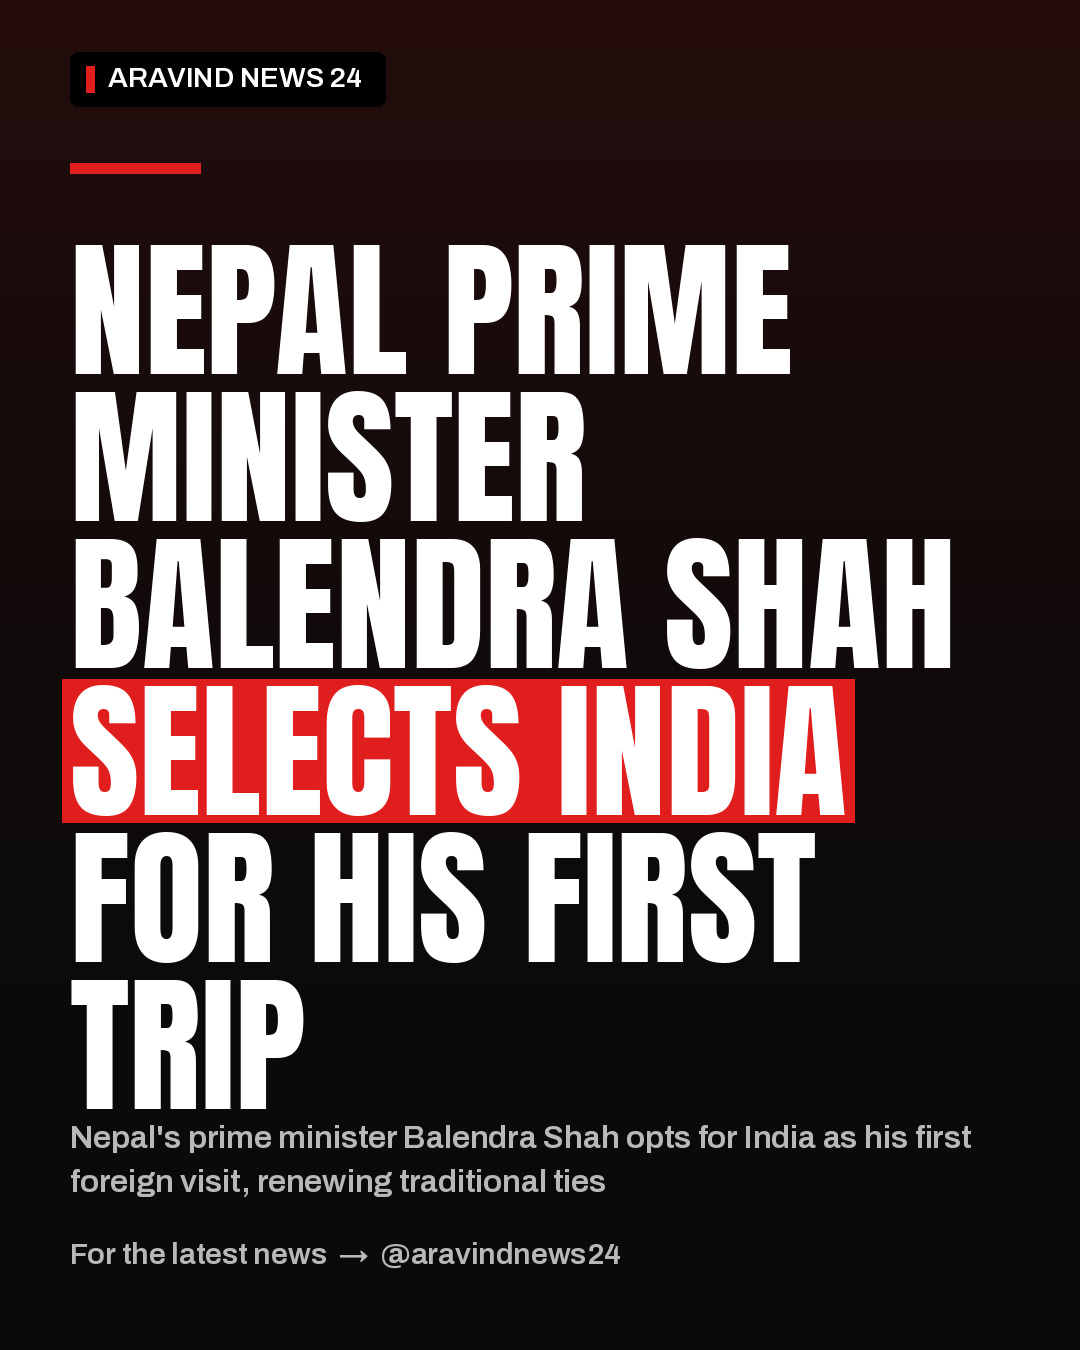 ARAVIND NEWS 24
NEPAL PRIME
MINISTER
BALENDRA SHAH
SELECTS INDIA
FOR HIS FIRST
TRIP
Nepal's prime minister Balendra Shah opts for India as his first
foreign visit, renewing traditional ties
For the latest news → @aravindnews24